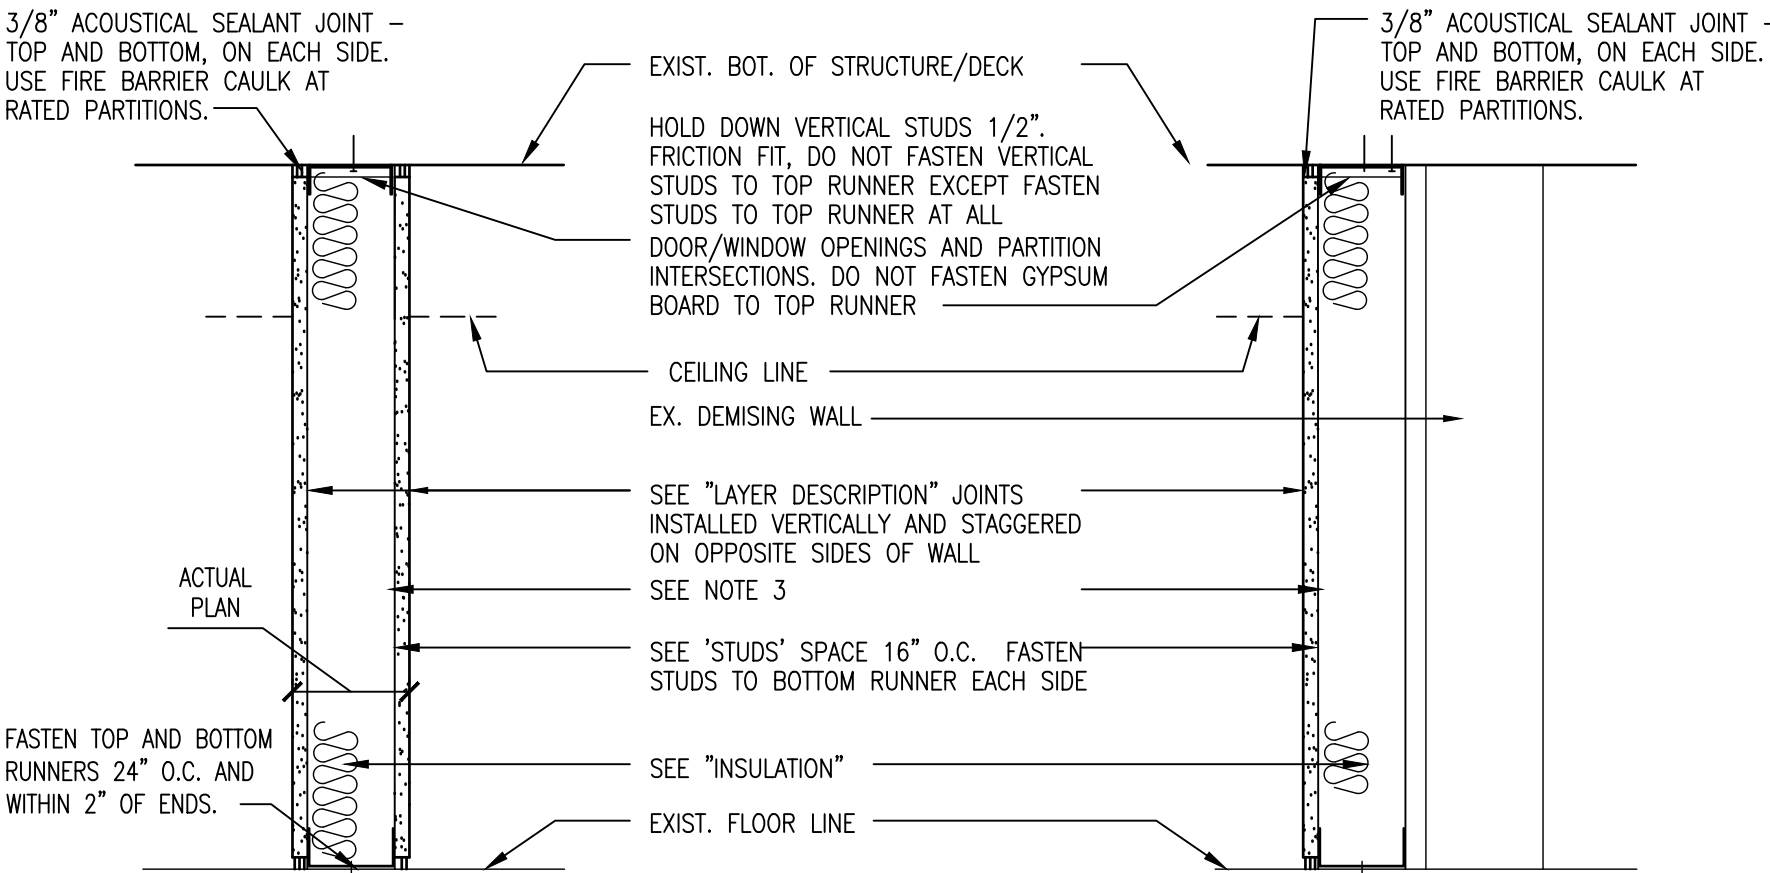 3/8" ACOUSTICAL SEALANT JOINT –
TOP AND BOTTOM, ON EACH SIDE.
USE FIRE BARRIER CAULK AT
RATED PARTITIONS.
EXIST. BOT. OF STRUCTURE/DECK
HOLD DOWN VERTICAL STUDS 1/2".
FRICTION FIT, DO NOT FASTEN VERTICAL
STUDS TO TOP RUNNER EXCEPT FASTEN
STUDS TO TOP RUNNER AT ALL
DOOR/WINDOW OPENINGS AND PARTITION
INTERSECTIONS. DO NOT FASTEN GYPSUM
BOARD TO TOP RUNNER
3/8" ACOUSTICAL SEALANT JOINT –
TOP AND BOTTOM, ON EACH SIDE.
USE FIRE BARRIER CAULK AT
RATED PARTITIONS.
CEILING LINE
EX. DEMISING WALL
SEE "LAYER DESCRIPTION" JOINTS
INSTALLED VERTICALLY AND STAGGERED
ON OPPOSITE SIDES OF WALL
ACTUAL
PLAN
SEE NOTE 3
SEE 'STUDS' SPACE 16" O.C. FASTEN
STUDS TO BOTTOM RUNNER EACH SIDE
FASTEN TOP AND BOTTOM
RUNNERS 24" O.C. AND
WITHIN 2" OF ENDS.
SEE "INSULATION"
EXIST. FLOOR LINE